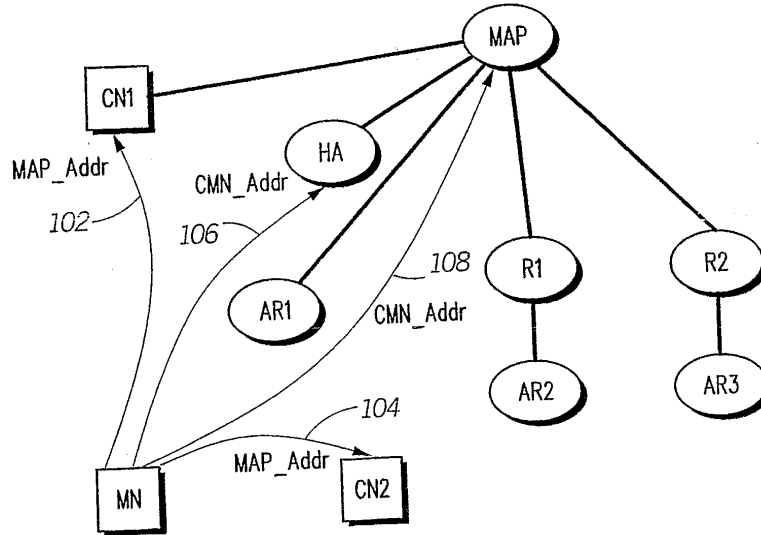 MAP
CN1
HA
MAP_Addr
CMN_Addr
102
106
108
R1
R2
AR1
CMN_Addr
AR2
AR3
104
MAP_Addr
MN
CN2